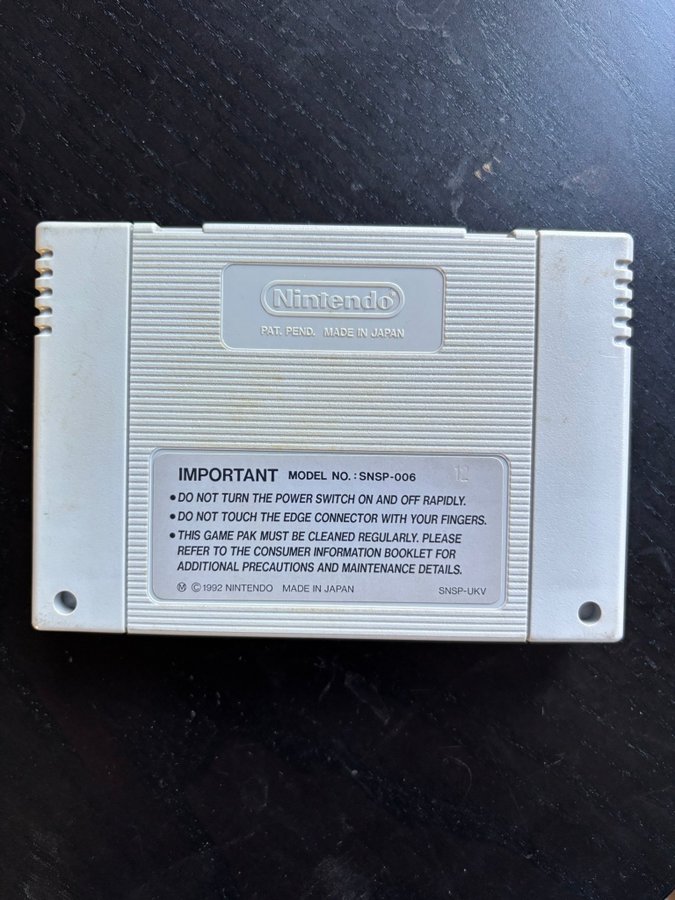 Nintendo®
PAT. PEND. MADE IN JAPAN
IMPORTANT MODEL NO. : SNSP-006 12
• DO NOT TURN THE POWER SWITCH ON AND OFF RAPIDLY.
• DO NOT TOUCH THE EDGE CONNECTOR WITH YOUR FINGERS.
• THIS GAME PAK MUST BE CLEANED REGULARLY. PLEASE
REFER TO THE CONSUMER INFORMATION BOOKLET FOR
ADDITIONAL PRECAUTIONS AND MAINTENANCE DETAILS.
Ⓜ ©1992 NINTENDO MADE IN JAPAN SNSP-UKV